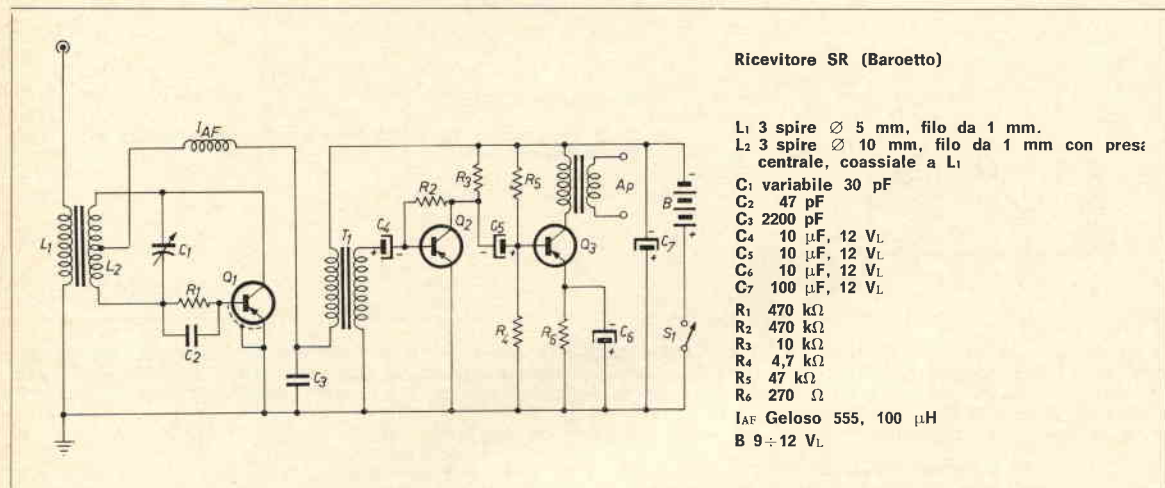 Ricevitore SR (Baroetto)
L1 3 spire ∅ 5 mm, filo da 1 mm.
L2 3 spire ∅ 10 mm, filo da 1 mm con presa
centrale, coassiale a L1
C1 variabile 30 pF
C2 47 pF
C3 2200 pF
C4 10 µF, 12 VL
C5 10 µF, 12 VL
C6 10 µF, 12 VL
C7 100 µF, 12 VL
R1 470 kΩ
R2 470 kΩ
R3 10 kΩ
R4 4,7 kΩ
R5 47 kΩ
R6 270 Ω
IAF Geloso 555, 100 µH
B 9÷12 VL
IAF
L1
L2
C1
R1
C2
Q1
C3
T1
C4
R2
Q2
R3
C5
R5
R4
Q3
R6
C6
Ap
C7
B
S1